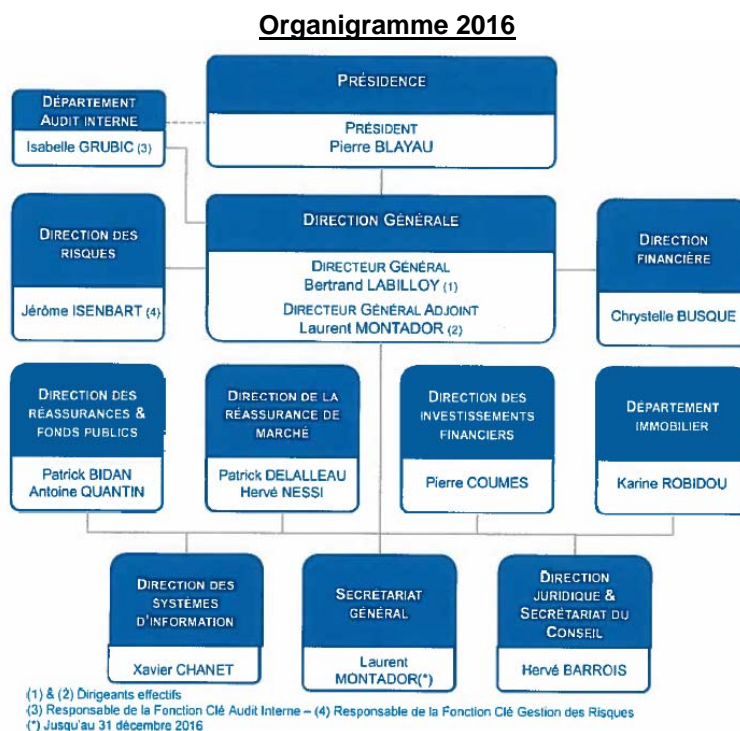 Organigramme 2016
PRÉSIDENCE
PRÉSIDENT
Pierre BLAYAU
DÉPARTEMENT
AUDIT INTERNE
Isabelle GRUBIC (3)
DIRECTION GÉNÉRALE
DIRECTEUR GÉNÉRAL
Bertrand LABILLOY (1)
DIRECTEUR GÉNÉRAL ADJOINT
Laurent MONTADOR (2)
DIRECTION DES
RISQUES
Jérôme ISENBART (4)
DIRECTION
FINANCIÈRE
Chrystelle BUSQUE
DIRECTION DES
RÉASSURANCES &
FONDS PUBLICS
Patrick BIDAN
Antoine QUANTIN
DIRECTION DE LA
RÉASSURANCE DE
MARCHÉ
Patrick DELALLEAU
Hervé NESSI
DIRECTION DES
INVESTISSEMENTS
FINANCIERS
Pierre COUMES
DÉPARTEMENT
IMMOBILIER
Karine ROBIDOU
DIRECTION DES
SYSTÈMES
D'INFORMATION
Xavier CHANET
SECRÉTARIAT
GÉNÉRAL
Laurent
MONTADOR(*)
DIRECTION
JURIDIQUE &
SECRÉTARIAT DU
CONSEIL
Hervé BARROIS
(1) & (2) Dirigeants effectifs
(3) Responsable de la Fonction Clé Audit Interne – (4) Responsable de la Fonction Clé Gestion des Risques
(*) Jusqu'au 31 décembre 2016